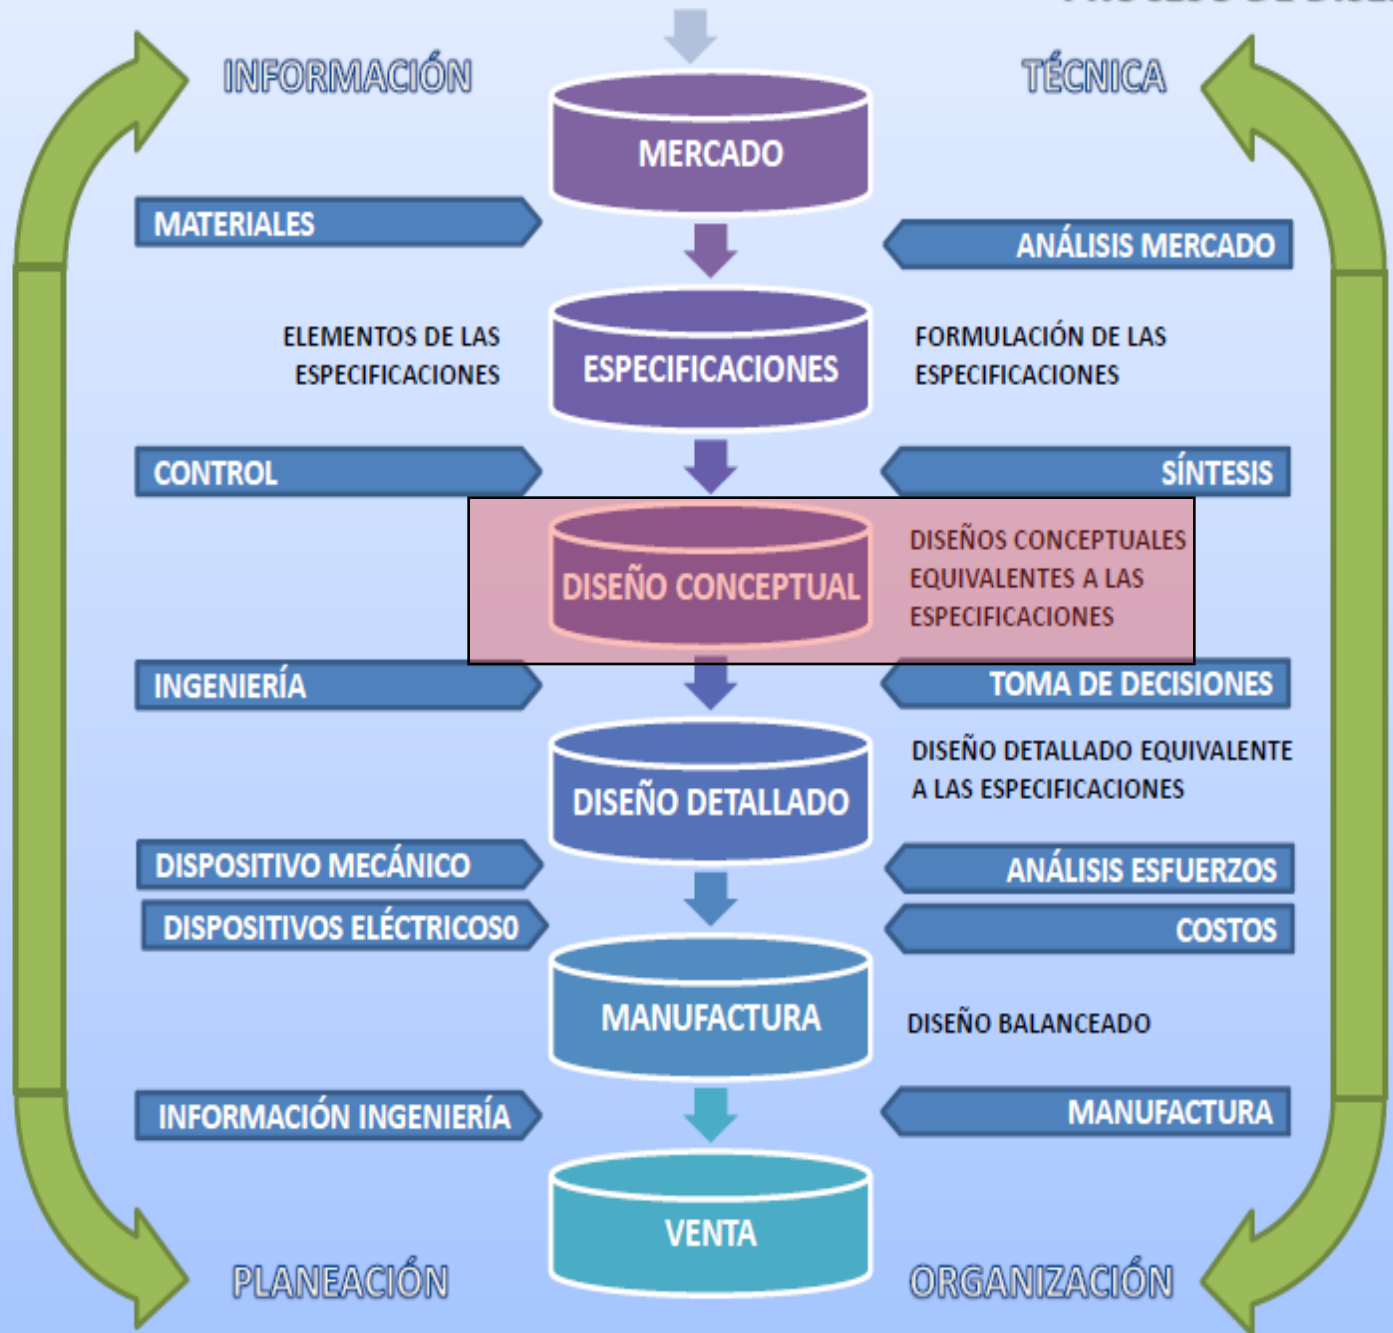 INFORMACIÓN
TÉCNICA
MERCADO
MATERIALES
ANÁLISIS MERCADO
ELEMENTOS DE LAS
ESPECIFICACIONES
ESPECIFICACIONES
FORMULACIÓN DE LAS
ESPECIFICACIONES
CONTROL
SÍNTESIS
DISEÑO CONCEPTUAL
DISEÑOS CONCEPTUALES
EQUIVALENTES A LAS
ESPECIFICACIONES
INGENIERÍA
TOMA DE DECISIONES
DISEÑO DETALLADO
DISEÑO DETALLADO EQUIVALENTE
A LAS ESPECIFICACIONES
DISPOSITIVO MECÁNICO
ANÁLISIS ESFUERZOS
DISPOSITIVOS ELÉCTRICOS0
COSTOS
MANUFACTURA
DISEÑO BALANCEADO
INFORMACIÓN INGENIERÍA
MANUFACTURA
VENTA
PLANEACIÓN
ORGANIZACIÓN